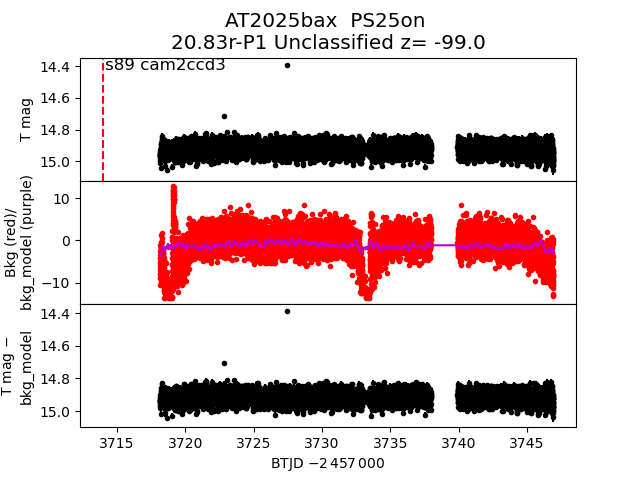 AT2025bax  PS25on
20.83r-P1 Unclassified z= -99.0
s89 cam2ccd3
T mag
14.4
14.6
14.8
15.0
Bkg (red)/
bkg_model (purple)
10
0
−10
T mag −
bkg_model
14.4
14.6
14.8
15.0
3715 3720 3725 3730 3735 3740 3745
BTJD −2 457 000